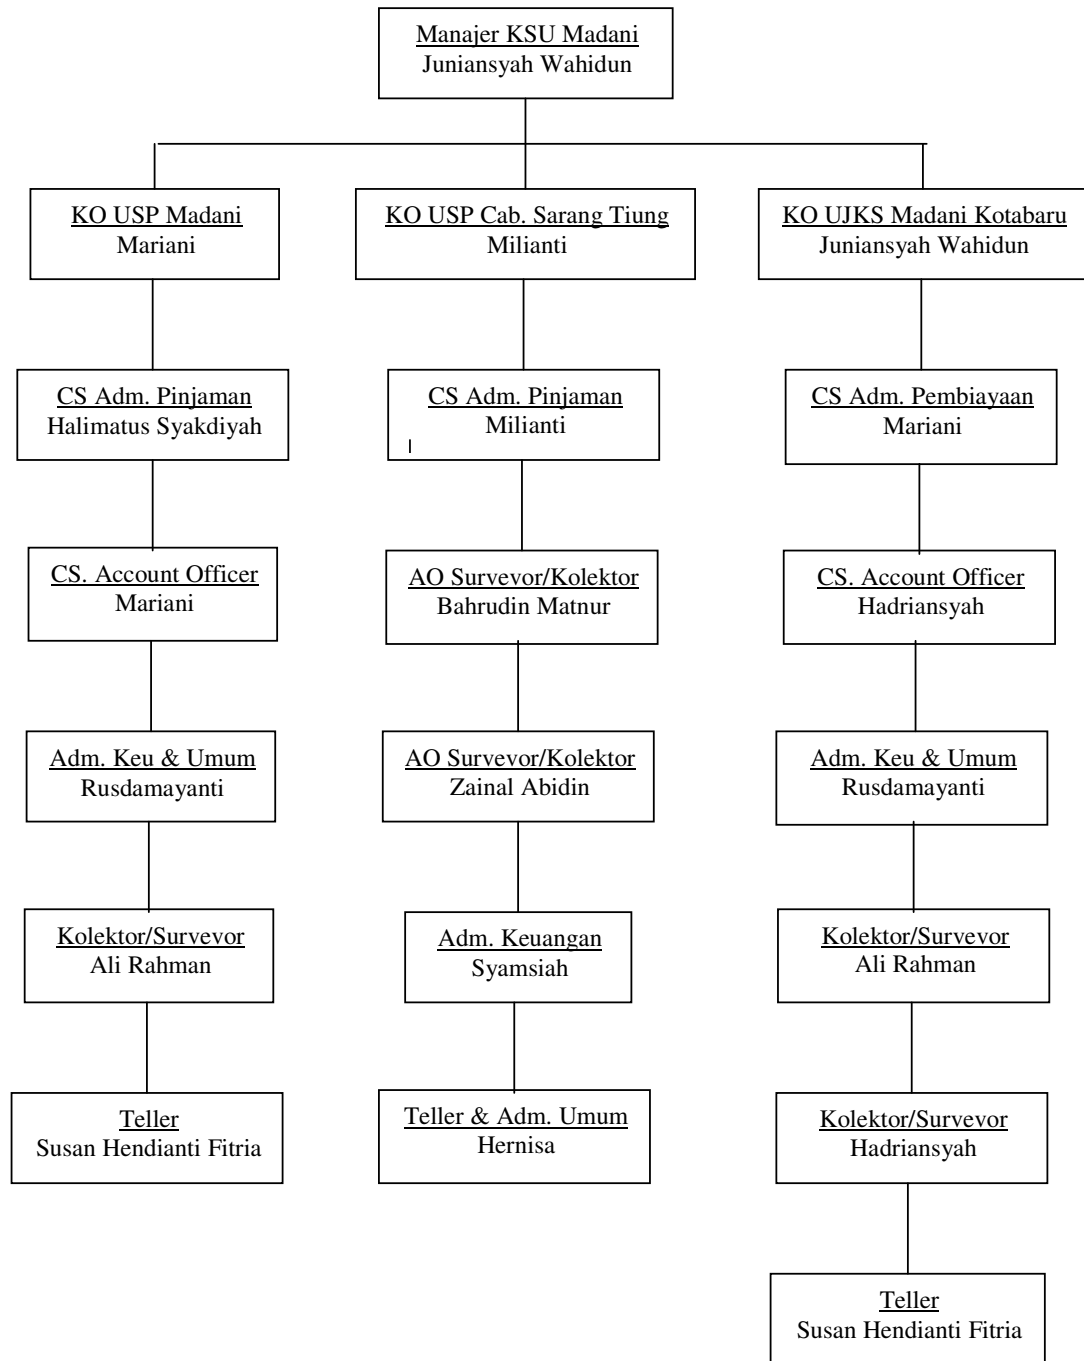 Manajer KSU Madani
Juniansyah Wahidun
KO USP Madani
Mariani
KO USP Cab. Sarang Tiung
Milianti
KO UJKS Madani Kotabaru
Juniansyah Wahidun
CS Adm. Pinjaman
Halimatus Syakdiyah
CS Adm. Pinjaman
Milianti
CS Adm. Pembiayaan
Mariani
CS. Account Officer
Mariani
AO Survevor/Kolektor
Bahrudin Matnur
CS. Account Officer
Hadriansyah
Adm. Keu & Umum
Rusdamayanti
AO Survevor/Kolektor
Zainal Abidin
Adm. Keu & Umum
Rusdamayanti
Kolektor/Survevor
Ali Rahman
Adm. Keuangan
Syamsiah
Kolektor/Survevor
Ali Rahman
Teller
Susan Hendianti Fitria
Teller & Adm. Umum
Hernisa
Kolektor/Survevor
Hadriansyah
Teller
Susan Hendianti Fitria